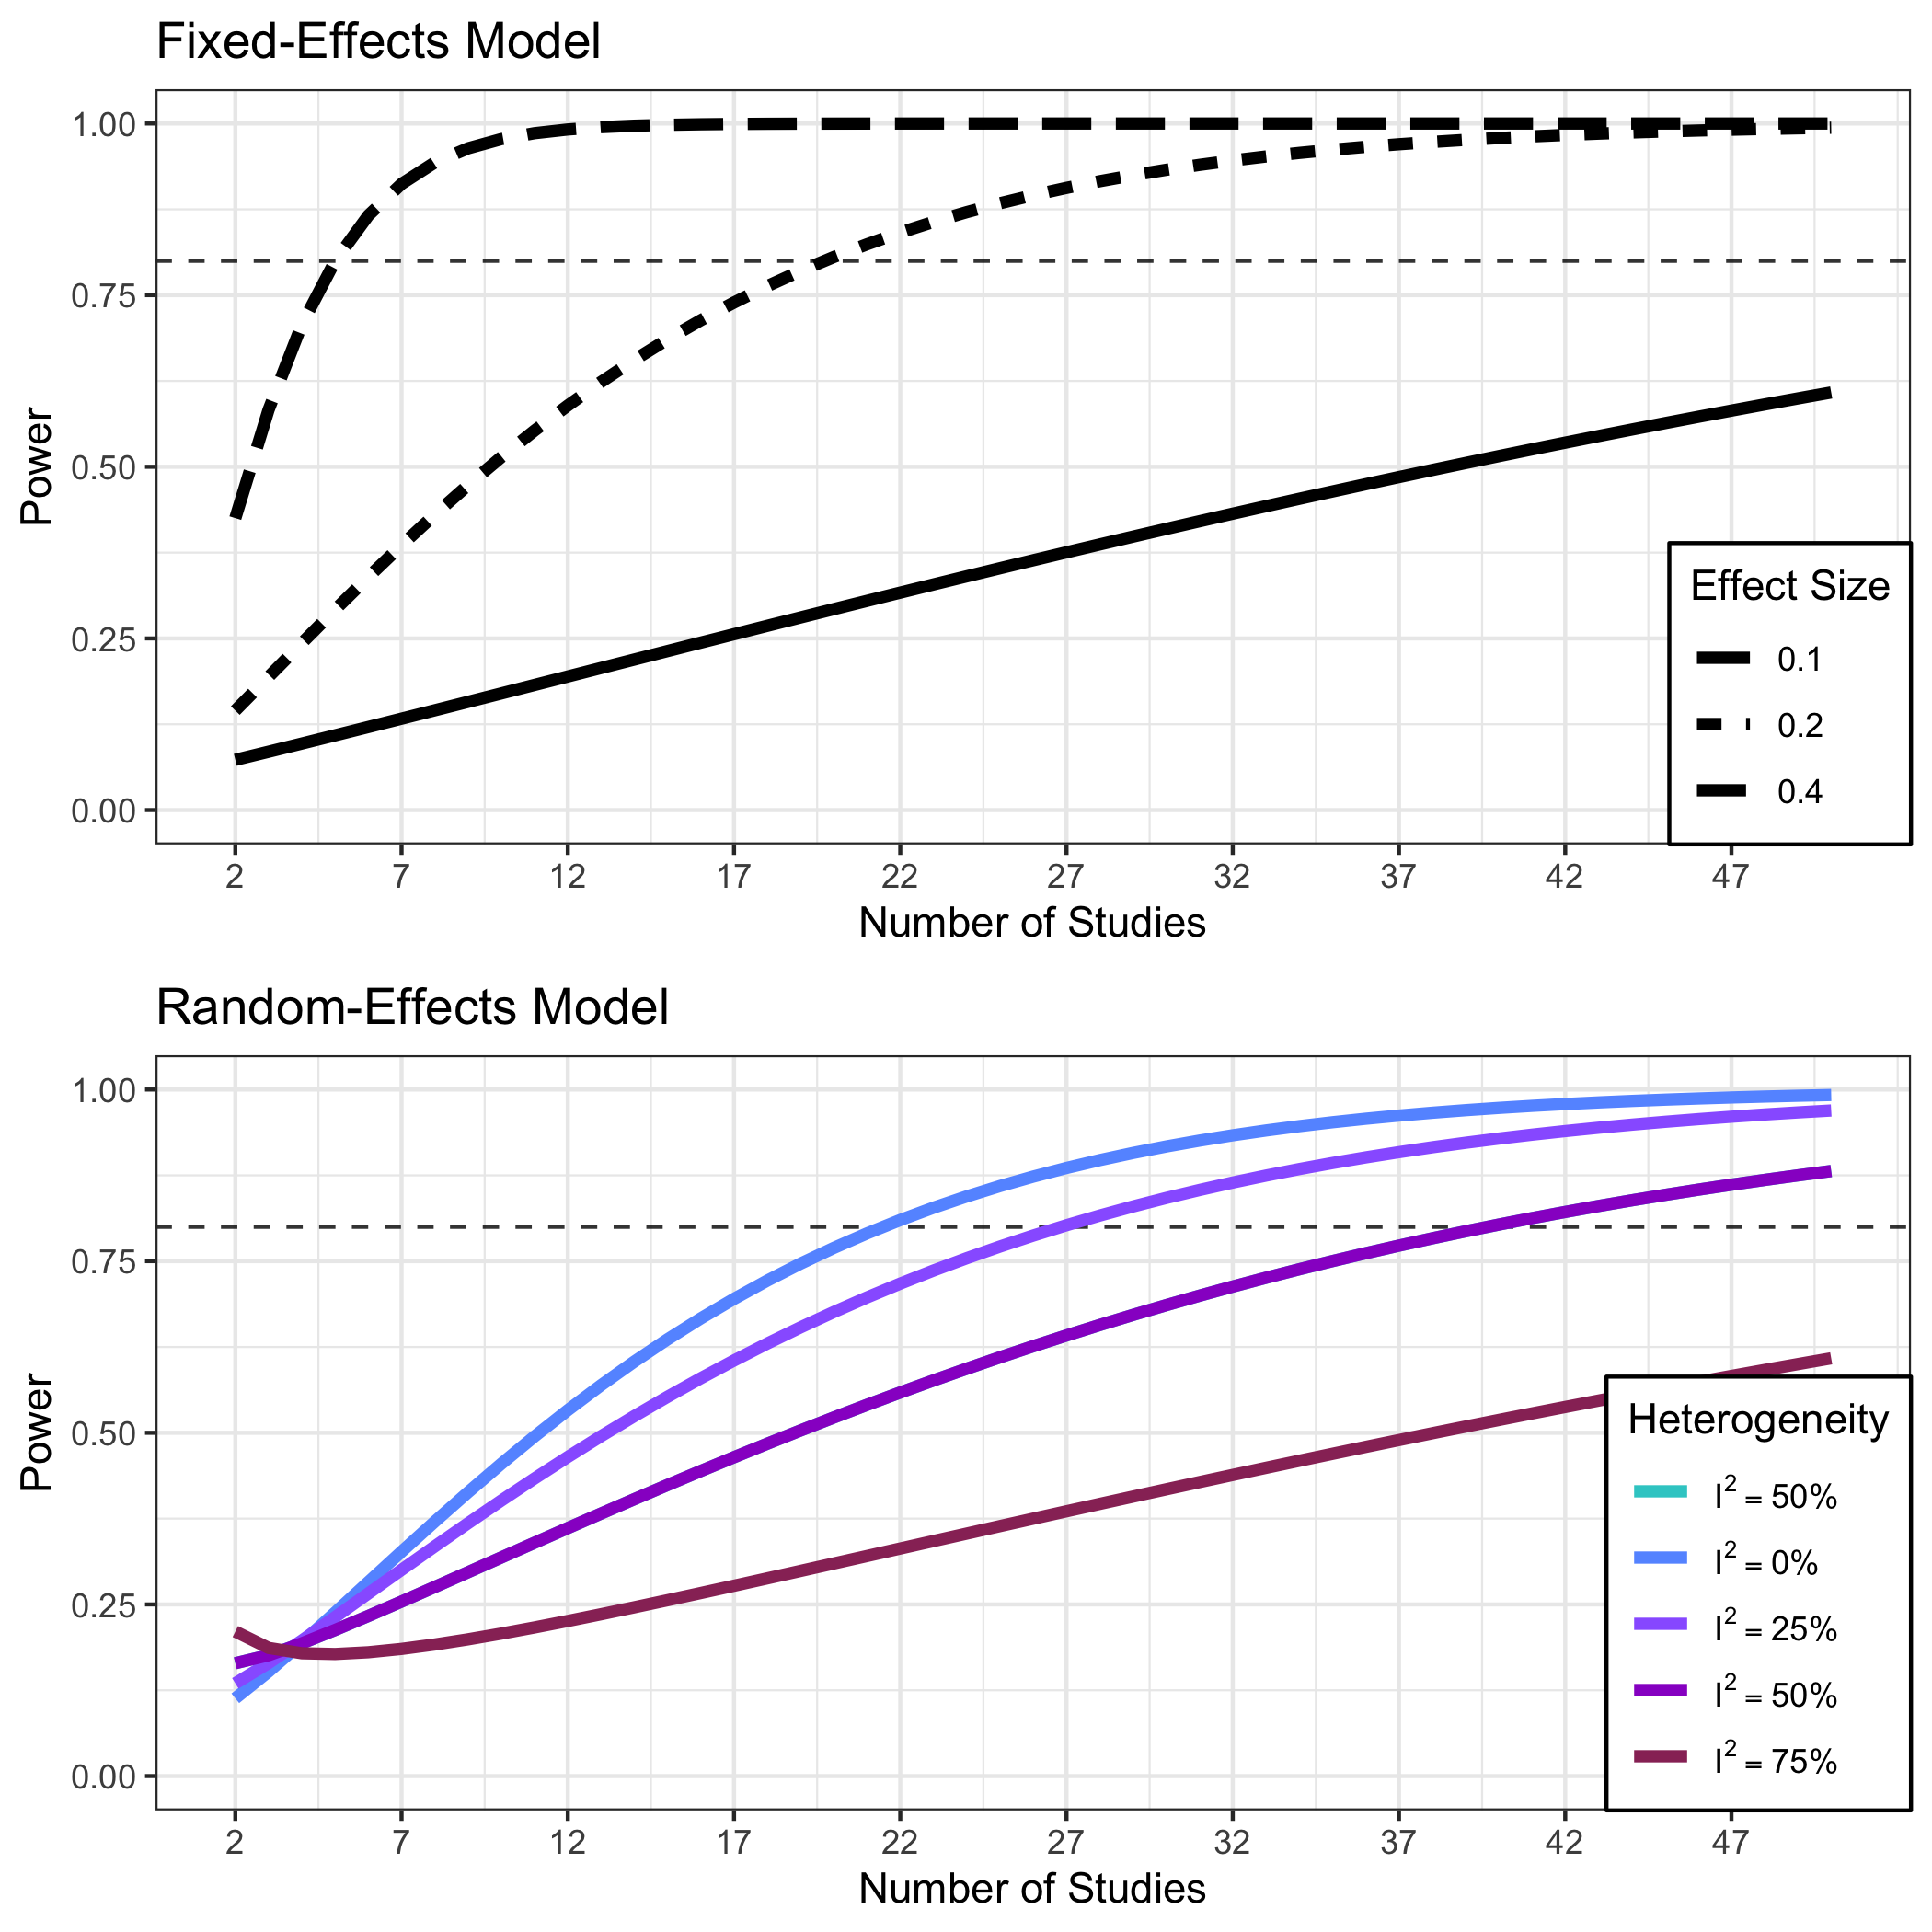 Fixed-Effects Model
1.00
0.75
0.50
0.25
0.00
Power
2 7 12 17 22 27 32 37 42 47
Number of Studies
Effect Size
0.1
0.2
0.4
Random-Effects Model
1.00
0.75
0.50
0.25
0.00
Power
2 7 12 17 22 27 32 37 42 47
Number of Studies
Heterogeneity
I² = 50%
I² = 0%
I² = 25%
I² = 50%
I² = 75%